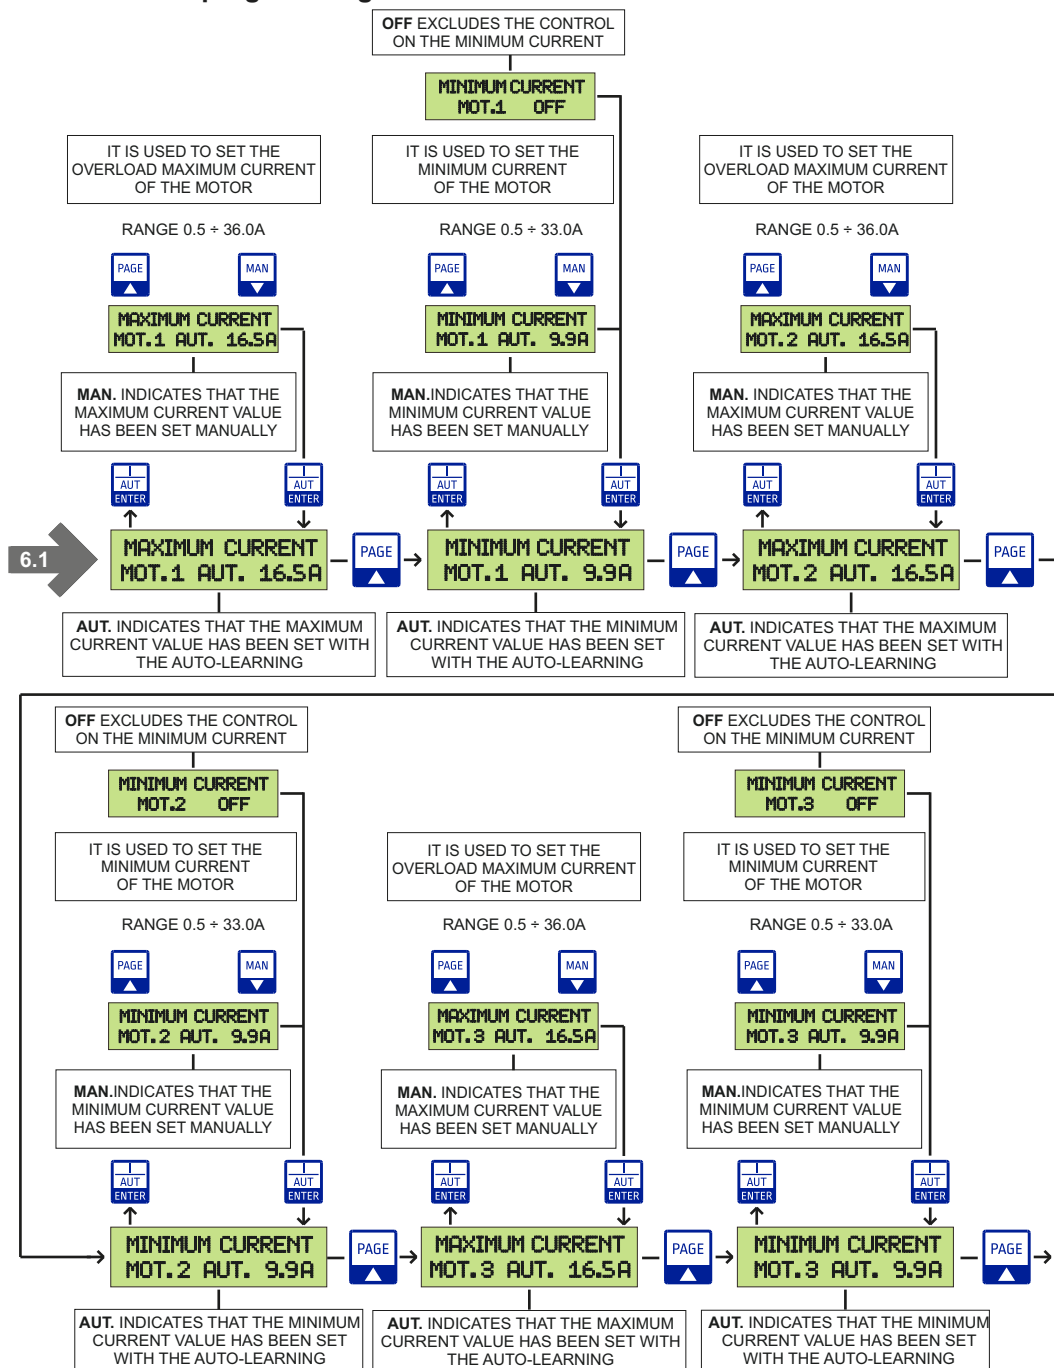 OFF EXCLUDES THE CONTROL
ON THE MINIMUM CURRENT
MINIMUM CURRENT
MOT.1 OFF
IT IS USED TO SET THE
OVERLOAD MAXIMUM CURRENT
OF THE MOTOR
IT IS USED TO SET THE
MINIMUM CURRENT
OF THE MOTOR
IT IS USED TO SET THE
OVERLOAD MAXIMUM CURRENT
OF THE MOTOR
RANGE 0.5 ÷ 36.0A
RANGE 0.5 ÷ 33.0A
RANGE 0.5 ÷ 36.0A
PAGE
MAN
PAGE
MAN
PAGE
MAN
MAXIMUM CURRENT
MOT.1 AUT. 16.5A
MINIMUM CURRENT
MOT.1 AUT. 9.9A
MAXIMUM CURRENT
MOT.2 AUT. 16.5A
MAN. INDICATES THAT THE
MAXIMUM CURRENT VALUE
HAS BEEN SET MANUALLY
MAN.INDICATES THAT THE
MINIMUM CURRENT VALUE
HAS BEEN SET MANUALLY
MAN. INDICATES THAT THE
MAXIMUM CURRENT VALUE
HAS BEEN SET MANUALLY
AUT
ENTER
AUT
ENTER
AUT
ENTER
AUT
ENTER
AUT
ENTER
AUT
ENTER
6.1
MAXIMUM CURRENT
MOT.1 AUT. 16.5A
PAGE
MINIMUM CURRENT
MOT.1 AUT. 9.9A
PAGE
MAXIMUM CURRENT
MOT.2 AUT. 16.5A
PAGE
AUT. INDICATES THAT THE MAXIMUM
CURRENT VALUE HAS BEEN SET WITH
THE AUTO-LEARNING
AUT. INDICATES THAT THE MINIMUM
CURRENT VALUE HAS BEEN SET
WITH THE AUTO-LEARNING
AUT. INDICATES THAT THE MAXIMUM
CURRENT VALUE HAS BEEN SET WITH
THE AUTO-LEARNING
OFF EXCLUDES THE CONTROL
ON THE MINIMUM CURRENT
OFF EXCLUDES THE CONTROL
ON THE MINIMUM CURRENT
MINIMUM CURRENT
MOT.2 OFF
MINIMUM CURRENT
MOT.3 OFF
IT IS USED TO SET THE
MINIMUM CURRENT
OF THE MOTOR
IT IS USED TO SET THE
OVERLOAD MAXIMUM CURRENT
OF THE MOTOR
IT IS USED TO SET THE
MINIMUM CURRENT
OF THE MOTOR
RANGE 0.5 ÷ 33.0A
RANGE 0.5 ÷ 36.0A
RANGE 0.5 ÷ 33.0A
PAGE
MAN
PAGE
MAN
PAGE
MAN
MINIMUM CURRENT
MOT.2 AUT. 9.9A
MAXIMUM CURRENT
MOT.3 AUT. 16.5A
MINIMUM CURRENT
MOT.3 AUT. 9.9A
MAN.INDICATES THAT THE
MINIMUM CURRENT VALUE
HAS BEEN SET MANUALLY
MAN. INDICATES THAT THE
MAXIMUM CURRENT VALUE
HAS BEEN SET MANUALLY
MAN.INDICATES THAT THE
MINIMUM CURRENT VALUE
HAS BEEN SET MANUALLY
AUT
ENTER
AUT
ENTER
AUT
ENTER
AUT
ENTER
AUT
ENTER
AUT
ENTER
MINIMUM CURRENT
MOT.2 AUT. 9.9A
PAGE
MAXIMUM CURRENT
MOT.3 AUT. 16.5A
PAGE
MINIMUM CURRENT
MOT.3 AUT. 9.9A
PAGE
AUT. INDICATES THAT THE MINIMUM
CURRENT VALUE HAS BEEN SET
WITH THE AUTO-LEARNING
AUT. INDICATES THAT THE MAXIMUM
CURRENT VALUE HAS BEEN SET WITH
THE AUTO-LEARNING
AUT. INDICATES THAT THE MINIMUM
CURRENT VALUE HAS BEEN SET
WITH THE AUTO-LEARNING